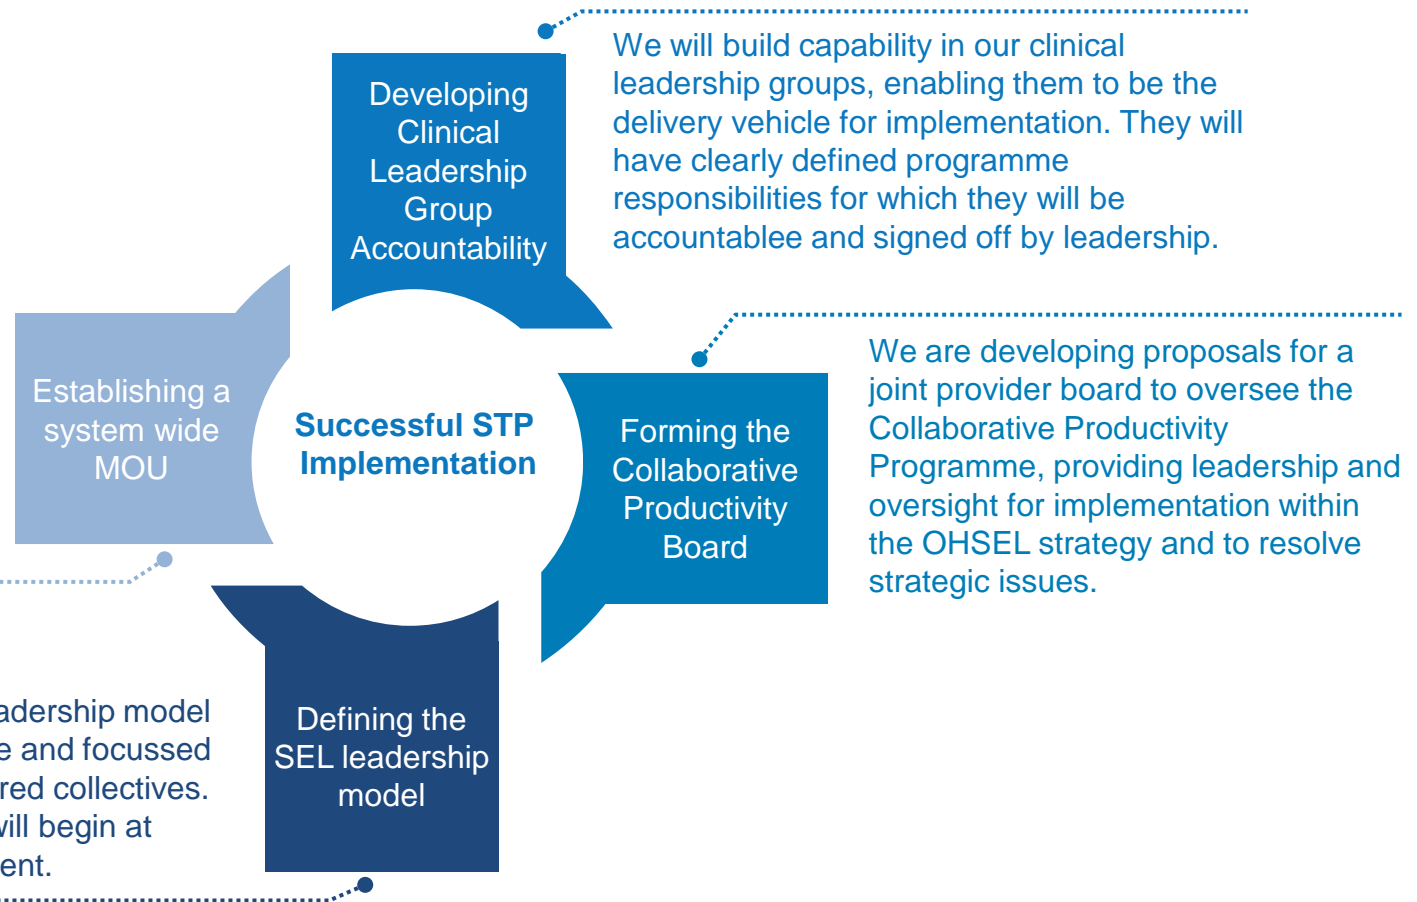 We will build capability in our clinical
leadership groups, enabling them to be the
delivery vehicle for implementation. They will
have clearly defined programme
responsibilities for which they will be
accountablee and signed off by leadership.
Developing
Clinical
Leadership
Group
Accountability
Establishing a
system wide
MOU
Successful STP
Implementation
Forming the
Collaborative
Productivity
Board
We are developing proposals for a
joint provider board to oversee the
Collaborative Productivity
Programme, providing leadership and
oversight for implementation within
the OHSEL strategy and to resolve
strategic issues.
model
and focussed
collectives.
will begin at
Defining the
SEL leadership
model